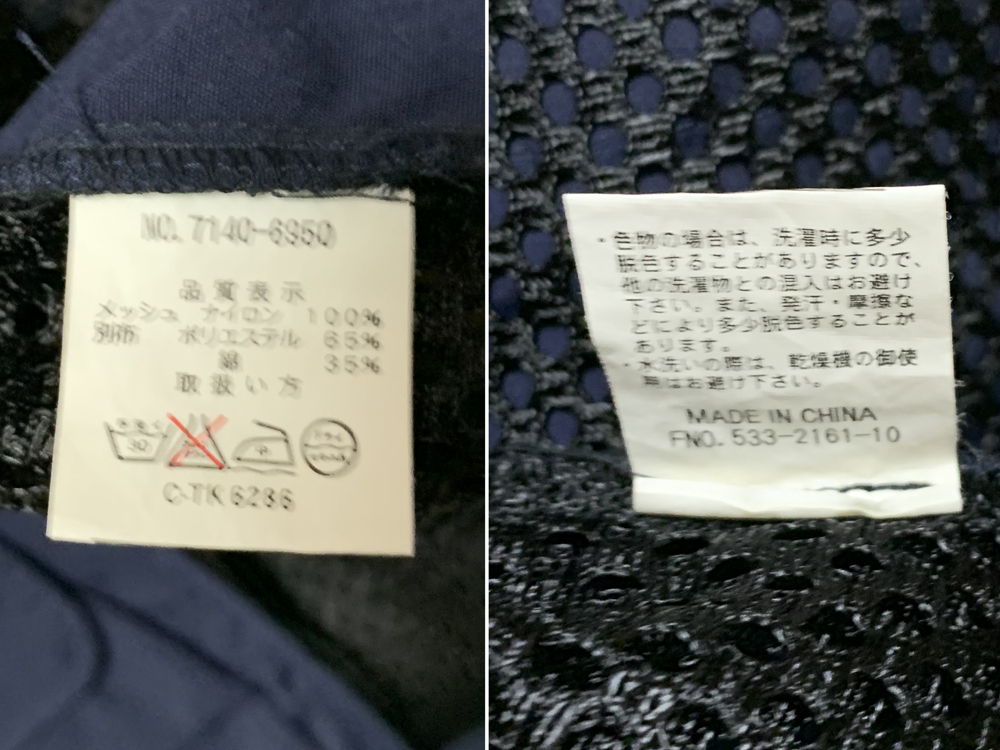 NO. 7140-6350
品質表示
メッシュ ナイロン 100%
別布 ポリエステル 65%
綿 35%
取扱い方
30
ドライ
C-TK6286
・色物の場合は、洗濯時に多少
脱色することがありますので、
他の洗濯物との混入はお避け
下さい。また、発汗・摩擦な
どにより多少脱色することが
あります。
・水洗いの際は、乾燥機の御使
用はお避け下さい。
MADE IN CHINA
FNO. 533-2161-10